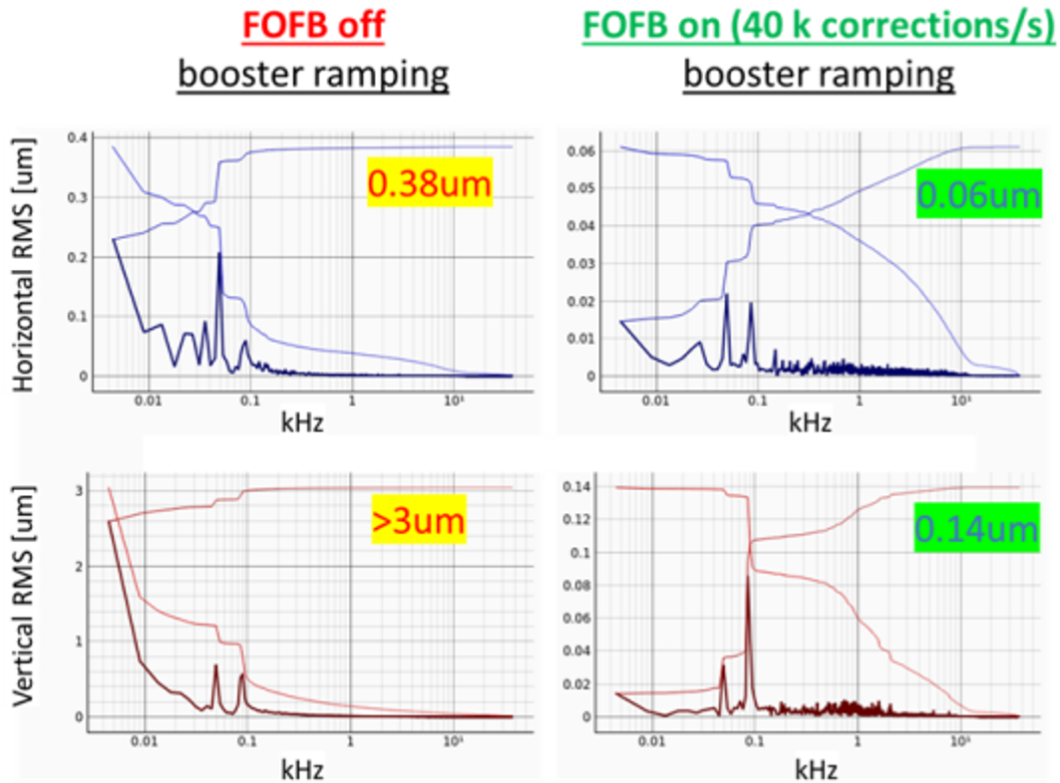 FOFB off
booster ramping
FOFB on (40 k corrections/s)
booster ramping
Horizontal RMS [um]
0.4
0.3
0.2
0.1
0
0.38um
0.01
0.1
1
10¹
kHz
0.06
0.05
0.04
0.03
0.02
0.01
0
0.06um
0.01
0.1
1
10¹
kHz
Vertical RMS [um]
3
2
1
0
>3um
0.01
0.1
1
10¹
kHz
0.14
0.12
0.1
0.08
0.06
0.04
0.02
0
0.14um
0.01
0.1
1
10¹
kHz